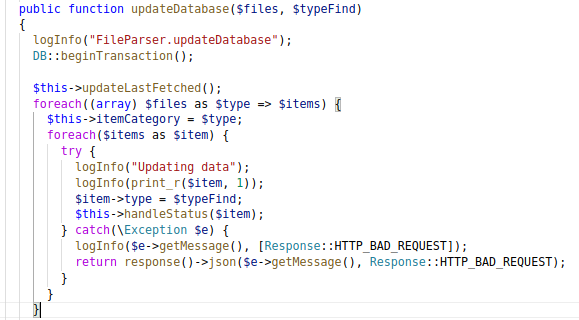 public function updateDatabase($files, $typeFind)
{
  logInfo("FileParser.updateDatabase");
  DB::beginTransaction();

  $this->updateLastFetched();
  foreach((array) $files as $type => $items) {
    $this->itemCategory = $type;
    foreach($items as $item) {
      try {
        logInfo("Updating data");
        logInfo(print_r($item, 1));
        $item->type = $typeFind;
        $this->handleStatus($item);
      } catch(\Exception $e) {
        logInfo($e->getMessage(), [Response::HTTP_BAD_REQUEST]);
        return response()->json($e->getMessage(), Response::HTTP_BAD_REQUEST);
      }
    }
  }